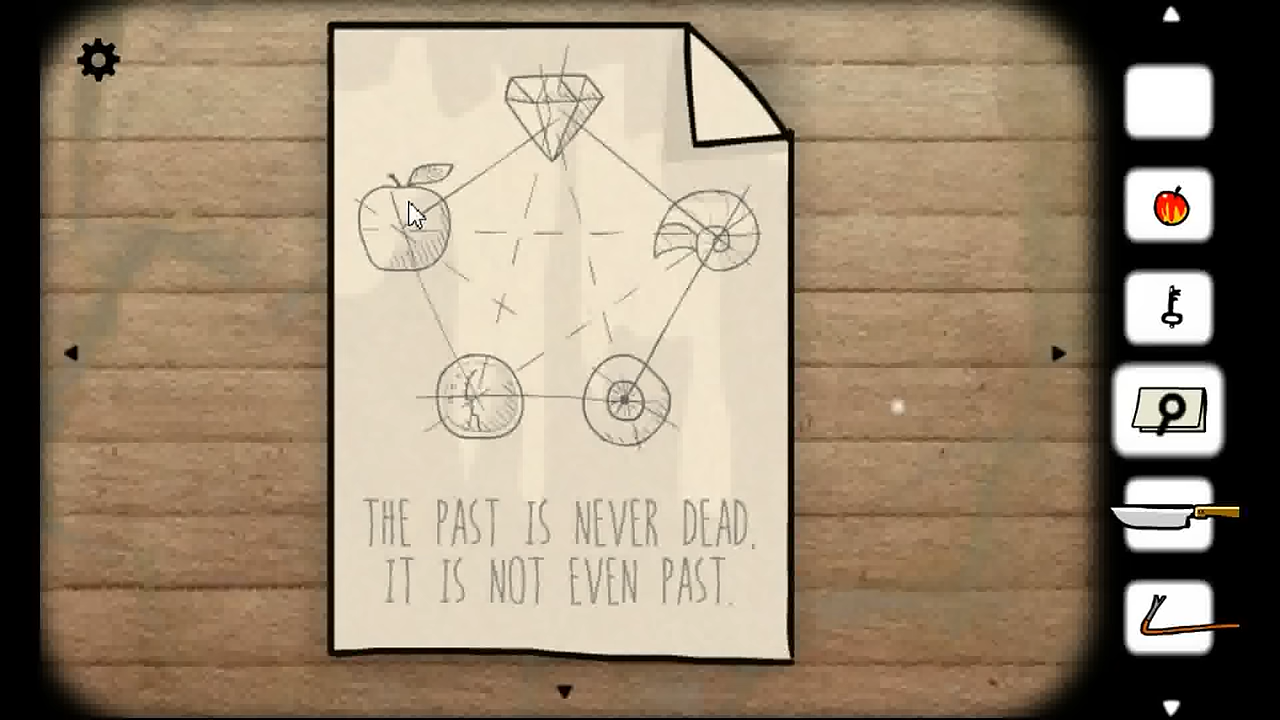 THE PAST IS NEVER DEAD.
IT IS NOT EVEN PAST.